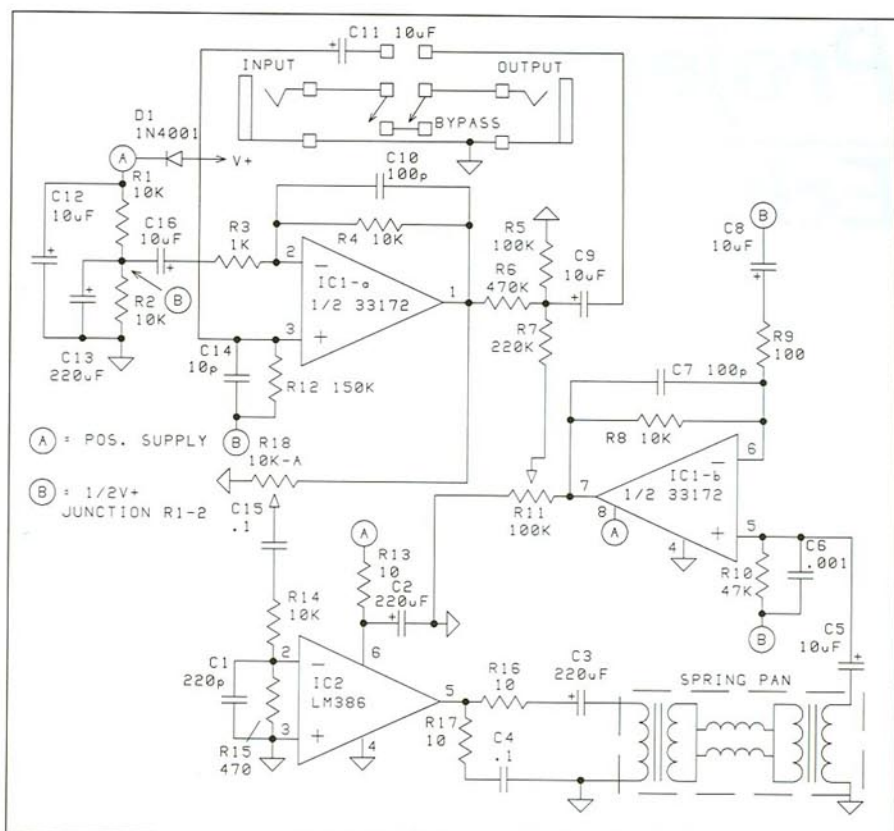 C11 10uF
INPUT
OUTPUT
BYPASS
D1
1N4001
A
V+
R1
10K
C12
10uF
C16
10uF
R2
10K
B
C13
220uF
R3
1K
C10
100p
R4 10K
2
IC1-a
1/2 33172
1
3
C14
10p
R12 150K
B
R5
100K
R6
470K
C9
10uF
R7
220K
B
C8
10uF
R9
100
C7 100p
R8 10K
6
IC1-b
1/2 33172
7
8
A
4
5
R11
100K
R10
47K
C6
.001
B
C5
10uF
A = POS. SUPPLY
B = 1/2V+
JUNCTION R1-2
R18
10K-A
C15
.1
A
R13
10
C2
220uF
R14
10K
C1
220p
2
6
IC2
LM386
5
3
4
R15
470
R16
10
C3
220uF
R17
10
C4
.1
SPRING PAN